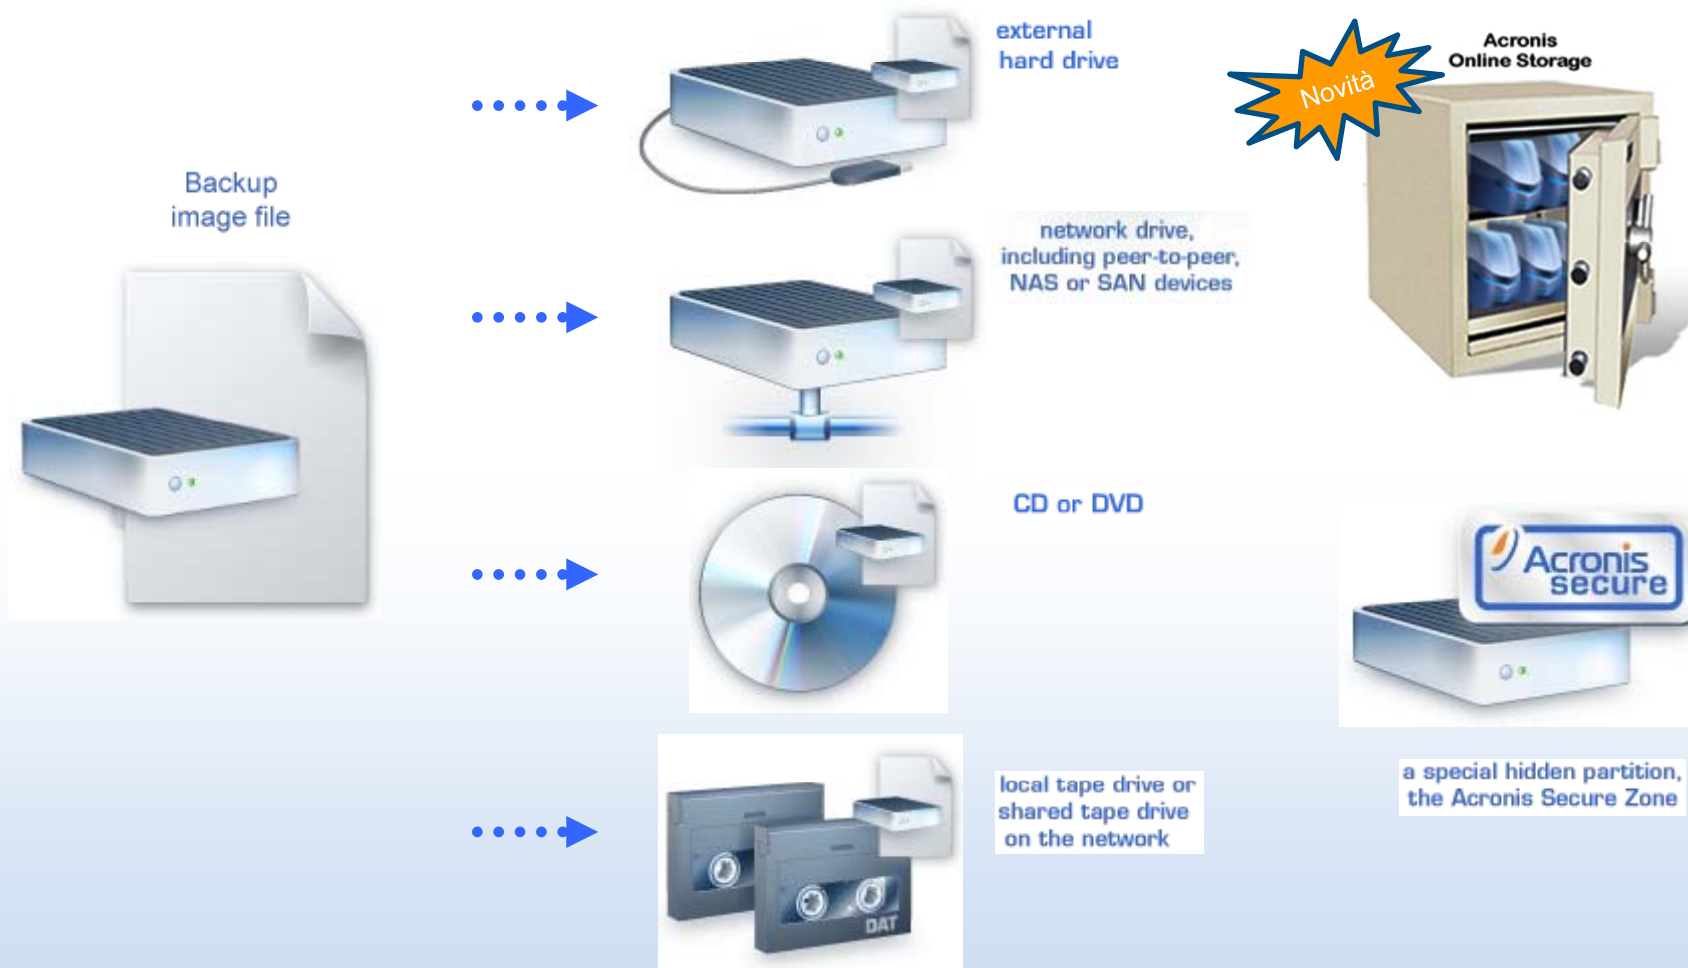 external
hard drive
Acronis
Online Storage
Novità
Backup
image file
network drive,
including peer-to-peer,
NAS or SAN devices
CD or DVD
Acronis
secure
local tape drive or
shared tape drive
on the network
DAT
a special hidden partition,
the Acronis Secure Zone